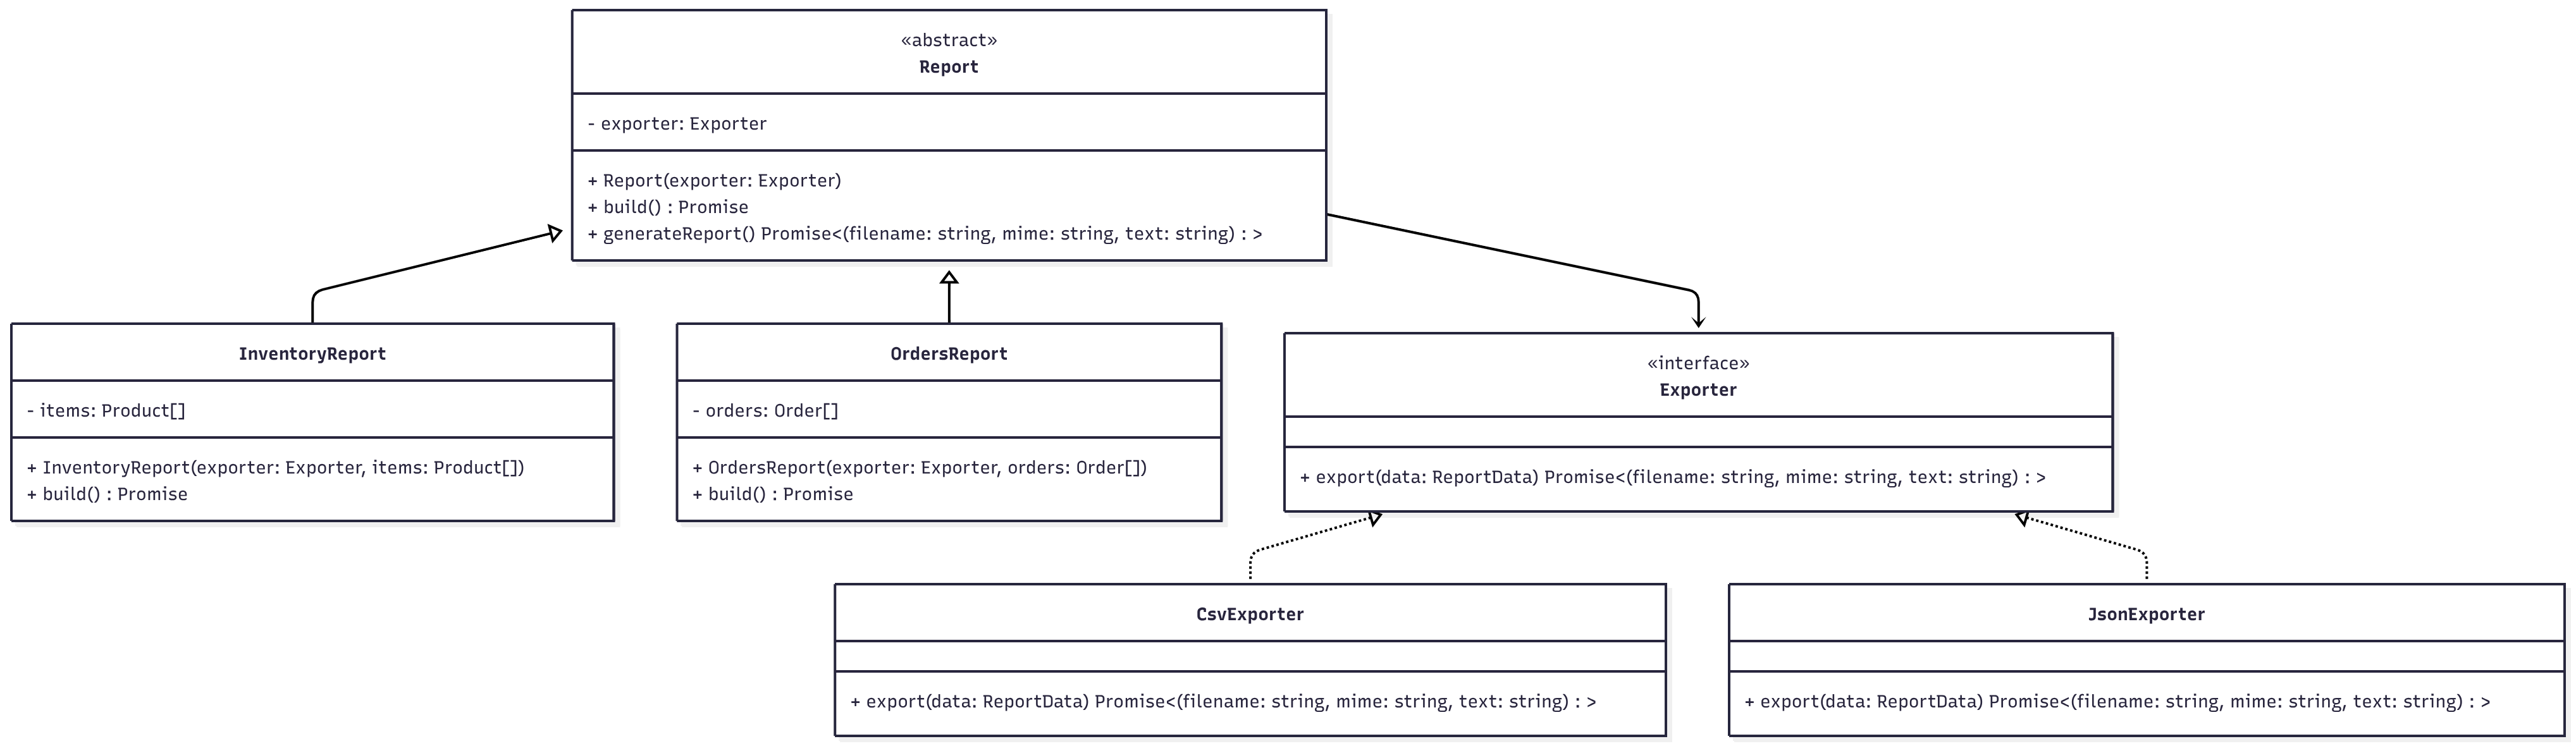 «abstract»
Report
- exporter: Exporter
+ Report(exporter: Exporter)
+ build() : Promise
+ generateReport() Promise<(filename: string, mime: string, text: string) : >
InventoryReport
- items: Product[]
+ InventoryReport(exporter: Exporter, items: Product[])
+ build() : Promise
OrdersReport
- orders: Order[]
+ OrdersReport(exporter: Exporter, orders: Order[])
+ build() : Promise
«interface»
Exporter
+ export(data: ReportData) Promise<(filename: string, mime: string, text: string) : >
CsvExporter
+ export(data: ReportData) Promise<(filename: string, mime: string, text: string) : >
JsonExporter
+ export(data: ReportData) Promise<(filename: string, mime: string, text: string) : >